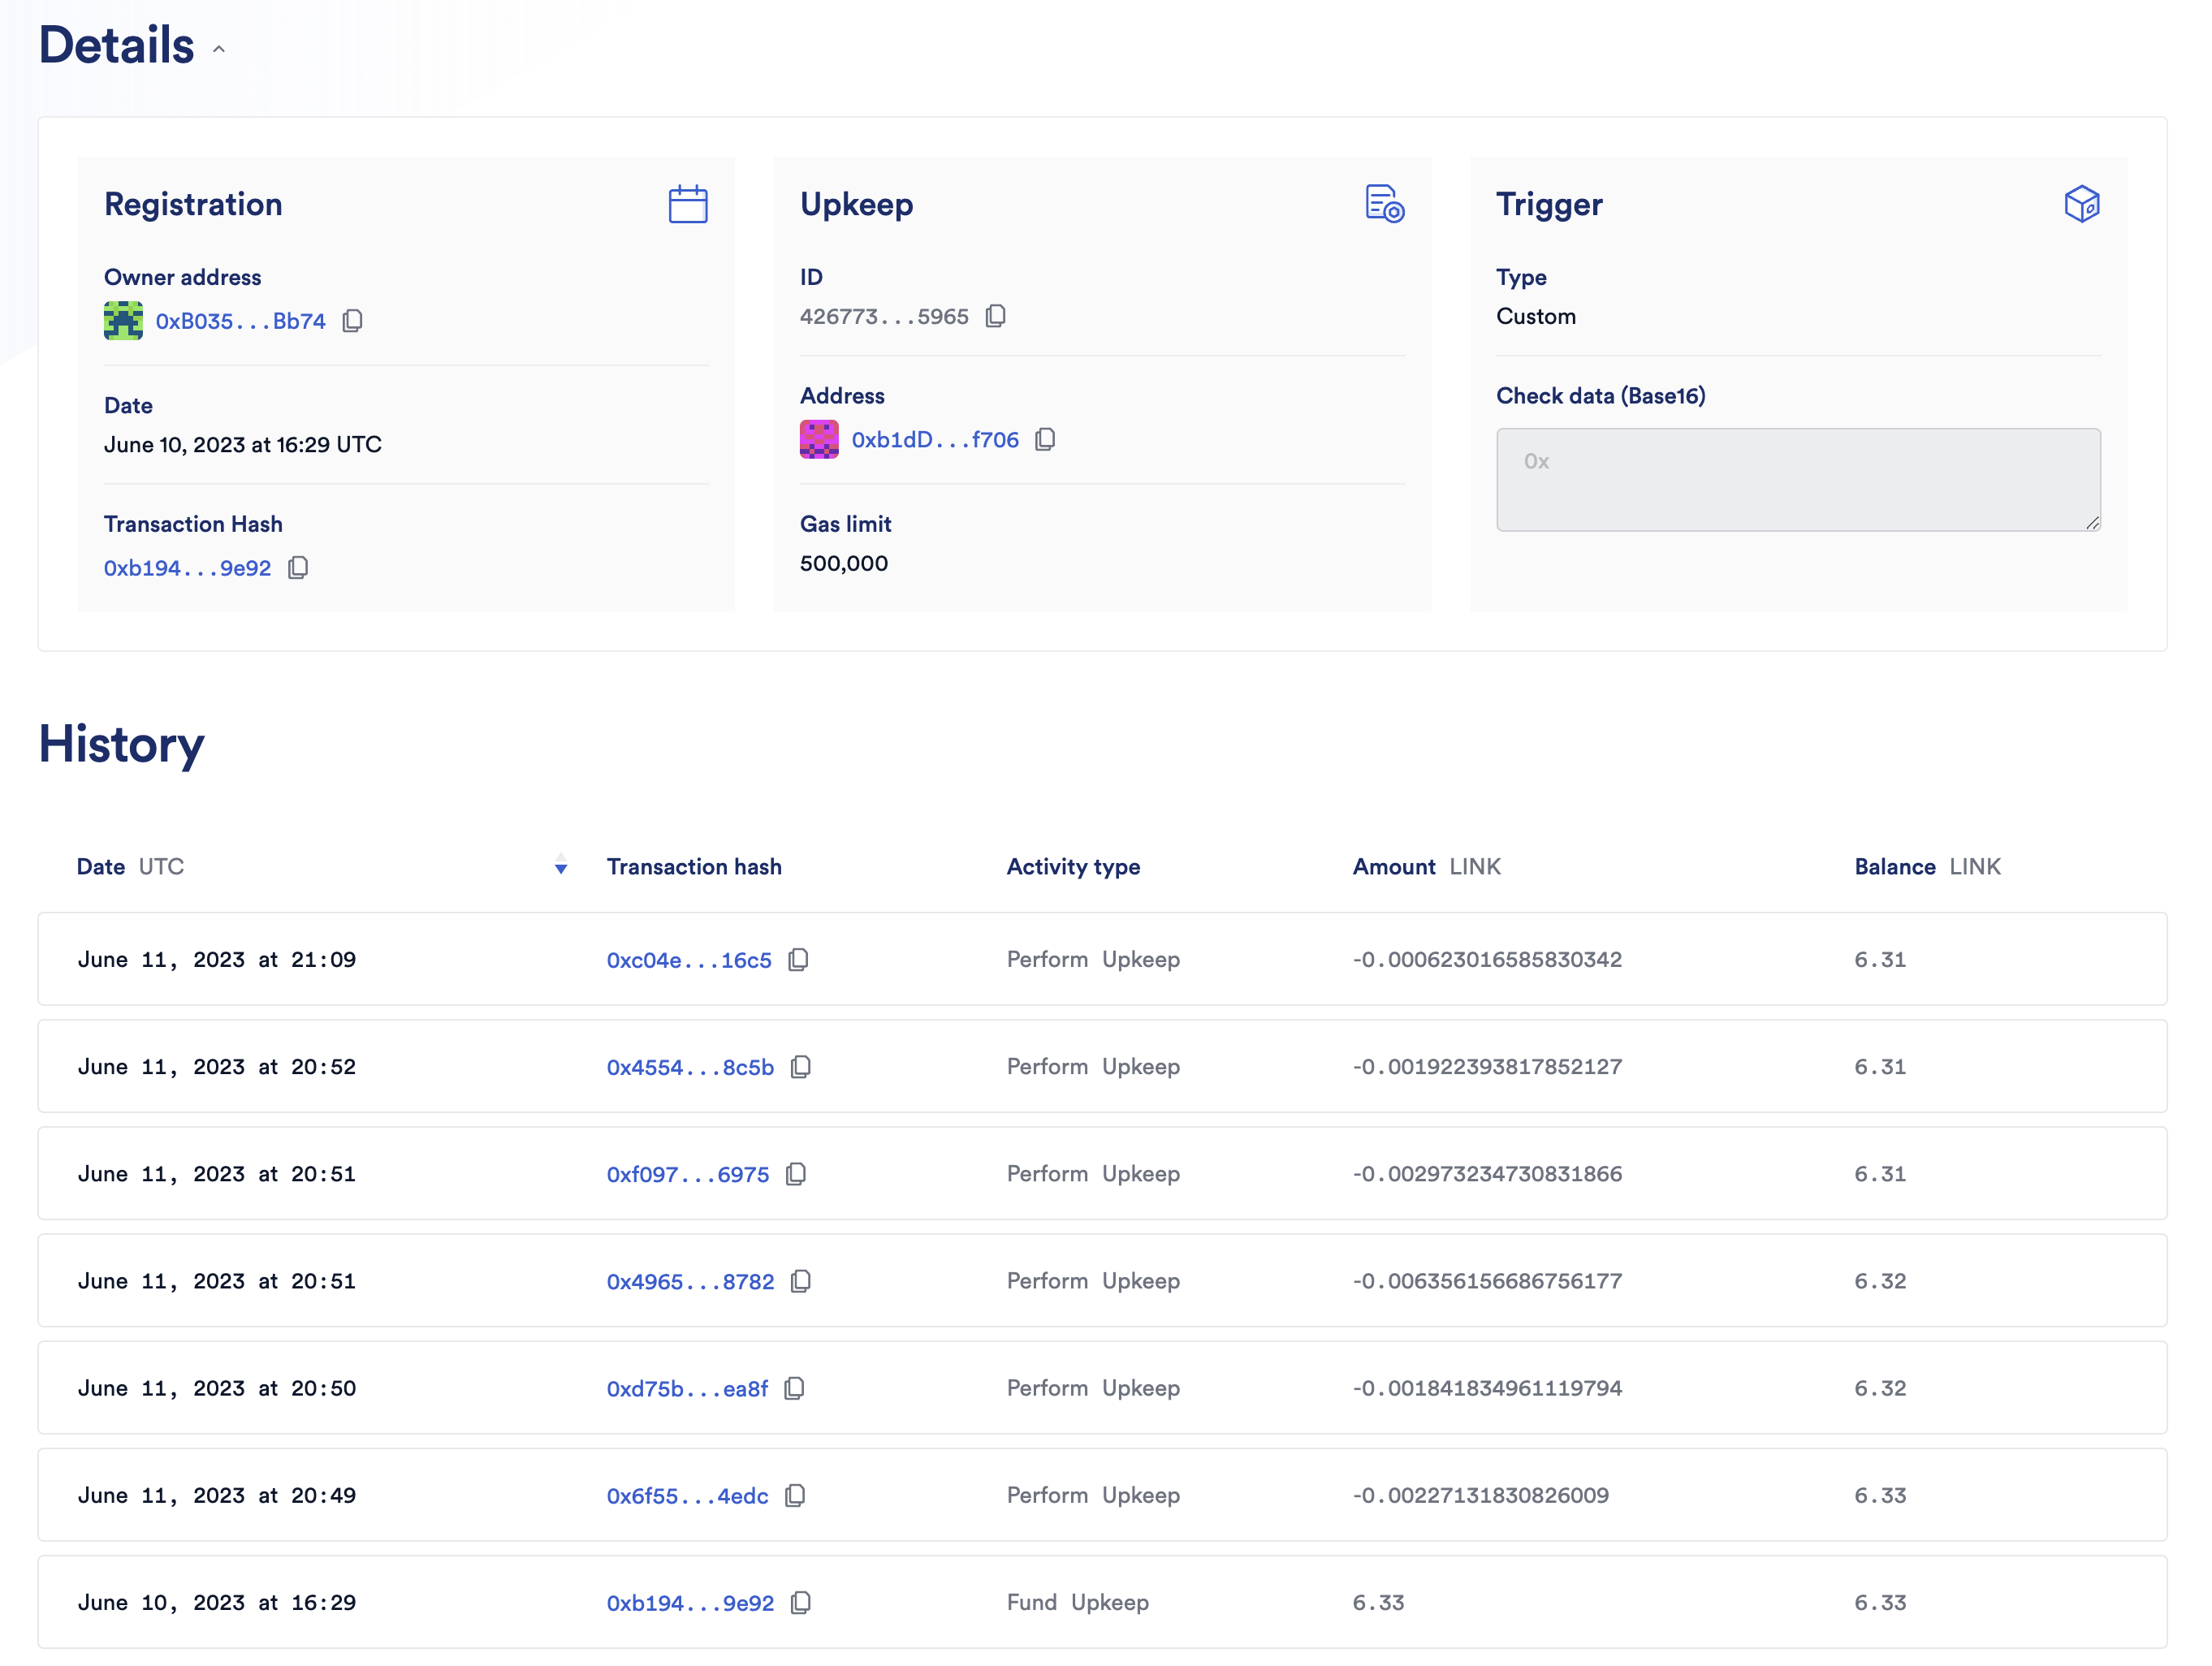 Details
Registration
Owner address
0xB035...Bb74
Date
June 10, 2023 at 16:29 UTC
Transaction Hash
0xb194...9e92
Upkeep
ID
426773...5965
Address
0xb1dD...f706
Gas limit
500,000
Trigger
Type
Custom
Check data (Base16)
0x
History
Date UTC Transaction hash Activity type Amount LINK Balance LINK
June 11, 2023 at 21:09 0xc04e...16c5 Perform Upkeep -0.000623016585830342 6.31
June 11, 2023 at 20:52 0x4554...8c5b Perform Upkeep -0.001922393817852127 6.31
June 11, 2023 at 20:51 0xf097...6975 Perform Upkeep -0.002973234730831866 6.31
June 11, 2023 at 20:51 0x4965...8782 Perform Upkeep -0.006356156686756177 6.32
June 11, 2023 at 20:50 0xd75b...ea8f Perform Upkeep -0.001841834961119794 6.32
June 11, 2023 at 20:49 0x6f55...4edc Perform Upkeep -0.00227131830826009 6.33
June 10, 2023 at 16:29 0xb194...9e92 Fund Upkeep 6.33 6.33